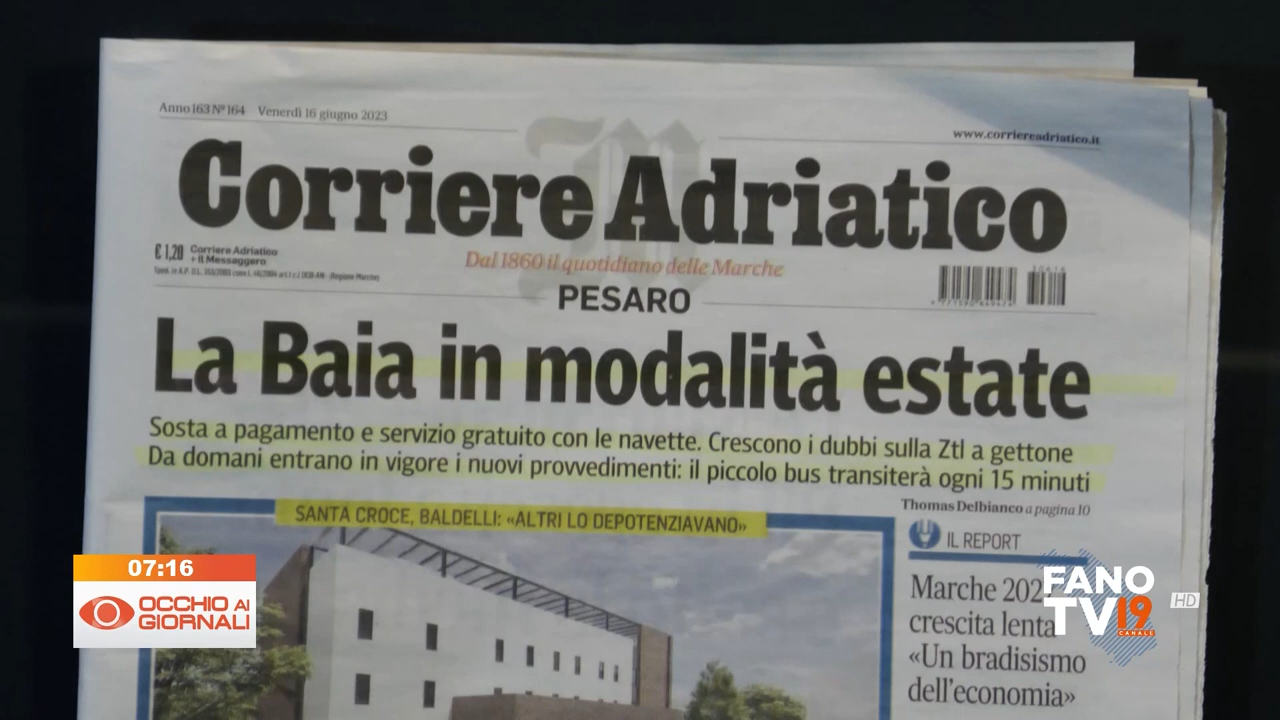 Anno 163 N° 164 Venerdì 16 giugno 2023
www.corriereadriatico.it
Corriere Adriatico
€ 1,20
Corriere Adriatico
+ Il Messaggero
Dal 1860 il quotidiano delle Marche
PESARO
La Baia in modalità estate
Sosta a pagamento e servizio gratuito con le navette. Crescono i dubbi sulla Ztl a gettone
Da domani entrano in vigore i nuovi provvedimenti: il piccolo bus transiterà ogni 15 minuti
Thomas Delbianco a pagina 10
SANTA CROCE, BALDELLI: «ALTRI LO DEPOTENZIAVANO»
IL REPORT
Marche 202
crescita lenta
«Un bradisismo
dell'economia»
07:16
OCCHIO AI
GIORNALI
FANO
TV 19
CANALE
HD